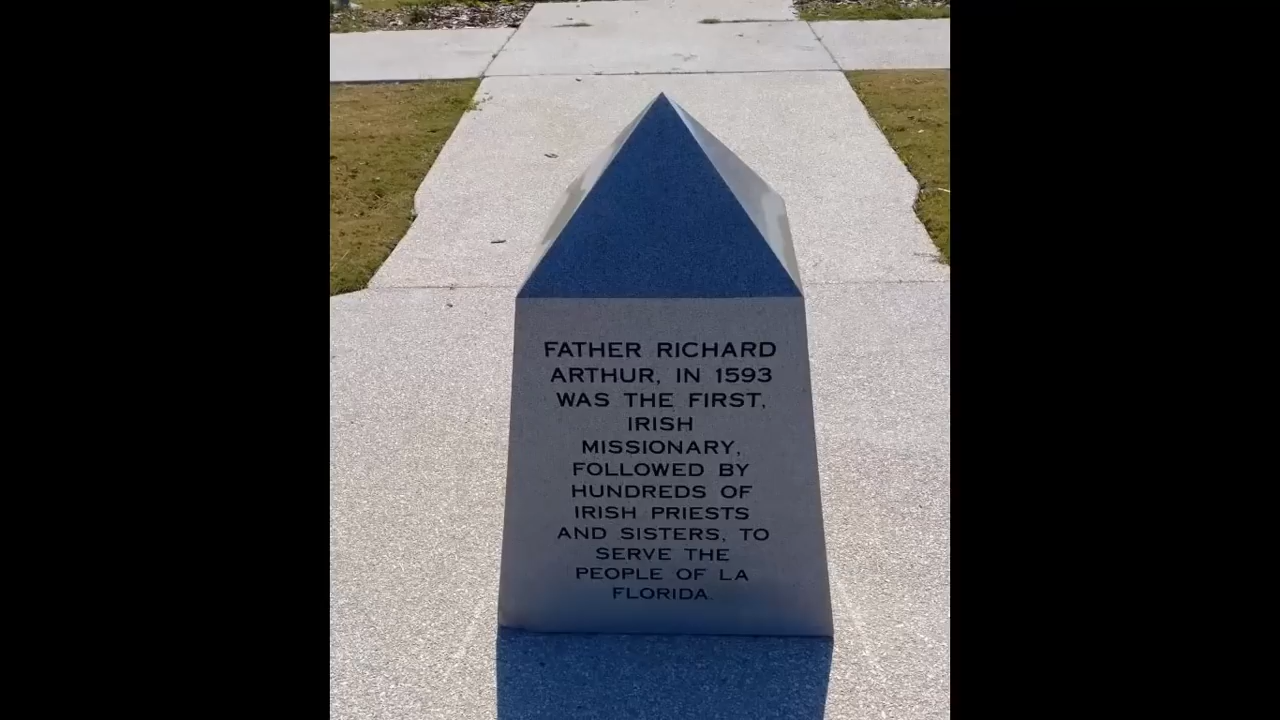 FATHER RICHARD
ARTHUR, IN 1593
WAS THE FIRST,
IRISH
MISSIONARY,
FOLLOWED BY
HUNDREDS OF
IRISH PRIESTS
AND SISTERS, TO
SERVE THE
PEOPLE OF LA
FLORIDA.